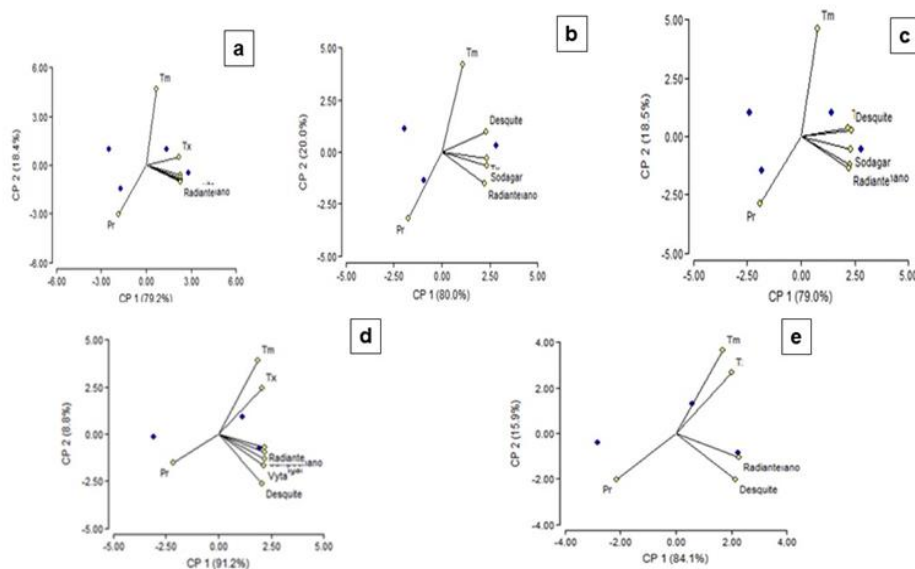 a
6.00
Tm
3.00
CP 2 (18.4%)
Tx
0.00
Radiante
-3.00
Pr
-6.00
-6.00 -3.00 0.00 3.00 6.00
CP 1 (79.2%)
b
5.00
Tm
2.50
CP 2 (20.0%)
Desquite
0.00
Sodagar
Radiante
-2.50
Pr
-5.00
-5.00 -2.50 0.00 2.50 5.00
CP 1 (80.0%)
c
5.00
Tm
2.50
CP 2 (18.5%)
Desquite
0.00
Sodagar
Radiante
-2.50
Pr
-5.00
-5.00 -2.50 0.00 2.50 5.00
CP 1 (79.0%)
d
5.00
Tm
2.50
Tx
CP 2 (8.8%)
0.00
Radiante
Pr
Vyta
-2.50
Desquite
-5.00
-5.00 -2.50 0.00 2.50 5.00
CP 1 (91.2%)
e
4.00
Tm
2.00
CP 2 (15.9%)
0.00
Radiante
-2.00
Pr
Desquite
-4.00
-4.00 -2.00 0.00 2.00 4.00
CP 1 (84.1%)